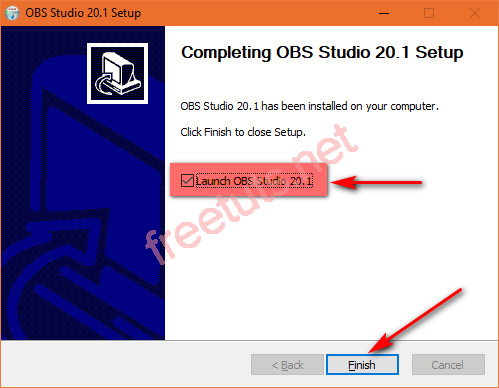 OBS Studio 20.1 Setup
Completing OBS Studio 20.1 Setup
OBS Studio 20.1 has been installed on your computer.
Click Finish to close Setup.
Launch OBS Studio 20.1
freetuts.net
< Back
Finish
Cancel